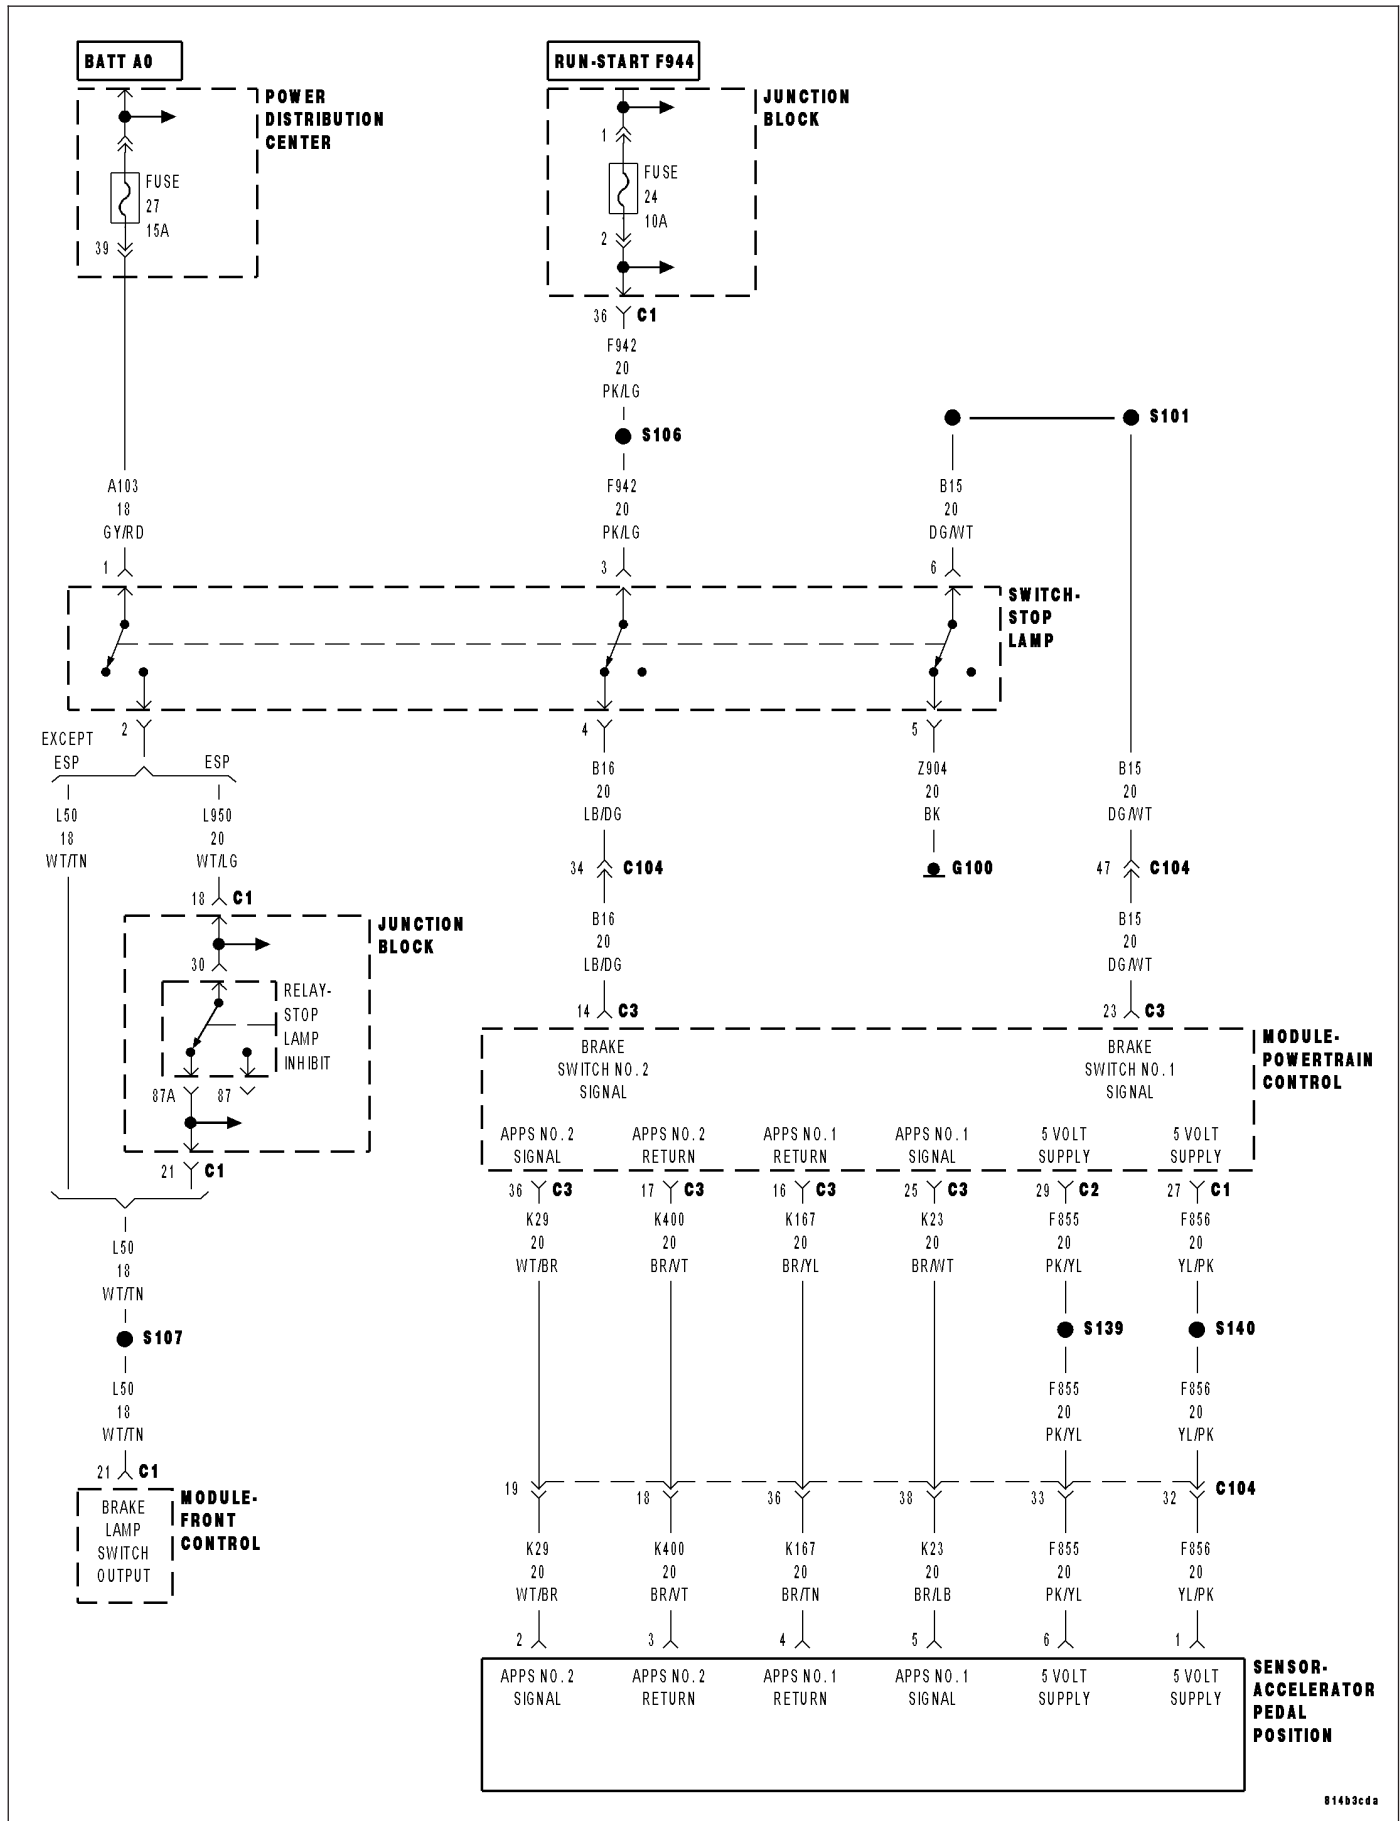 BATT A0
POWER
DISTRIBUTION
CENTER
FUSE
27
15A
39
RUN-START F944
JUNCTION
BLOCK
1
FUSE
24
10A
2
36 C1
F942
20
PK/LG
S106
S101
A103
18
GY/RD
1
F942
20
PK/LG
3
B15
20
DG/WT
6
SWITCH-
STOP
LAMP
2
4
5
EXCEPT
ESP
ESP
L50
18
WT/TN
L950
20
WT/LG
18 C1
B16
20
LB/DG
34 C104
Z904
20
BK
G100
B15
20
DG/WT
47 C104
JUNCTION
BLOCK
30
RELAY-
STOP
LAMP
INHIBIT
87A
87
21 C1
B16
20
LB/DG
14 C3
B15
20
DG/WT
23 C3
MODULE-
POWERTRAIN
CONTROL
BRAKE
SWITCH NO. 2
SIGNAL
BRAKE
SWITCH NO. 1
SIGNAL
APPS NO. 2
SIGNAL
APPS NO. 2
RETURN
APPS NO. 1
RETURN
APPS NO. 1
SIGNAL
5 VOLT
SUPPLY
5 VOLT
SUPPLY
36 C3
17 C3
16 C3
25 C3
29 C2
27 C1
K29
20
WT/BR
K400
20
BR/VT
K167
20
BR/YL
K23
20
BR/WT
F855
20
PK/YL
F856
20
YL/PK
L50
18
WT/TN
S107
S139
S140
L50
18
WT/TN
21 C1
F855
20
PK/YL
F856
20
YL/PK
MODULE-
FRONT
CONTROL
BRAKE
LAMP
SWITCH
OUTPUT
19
18
36
38
33
32
C104
K29
20
WT/BR
K400
20
BR/VT
K167
20
BR/TN
K23
20
BR/LB
F855
20
PK/YL
F856
20
YL/PK
2
3
4
5
6
1
APPS NO. 2
SIGNAL
APPS NO. 2
RETURN
APPS NO. 1
RETURN
APPS NO. 1
SIGNAL
5 VOLT
SUPPLY
5 VOLT
SUPPLY
SENSOR-
ACCELERATOR
PEDAL
POSITION
814b3cda